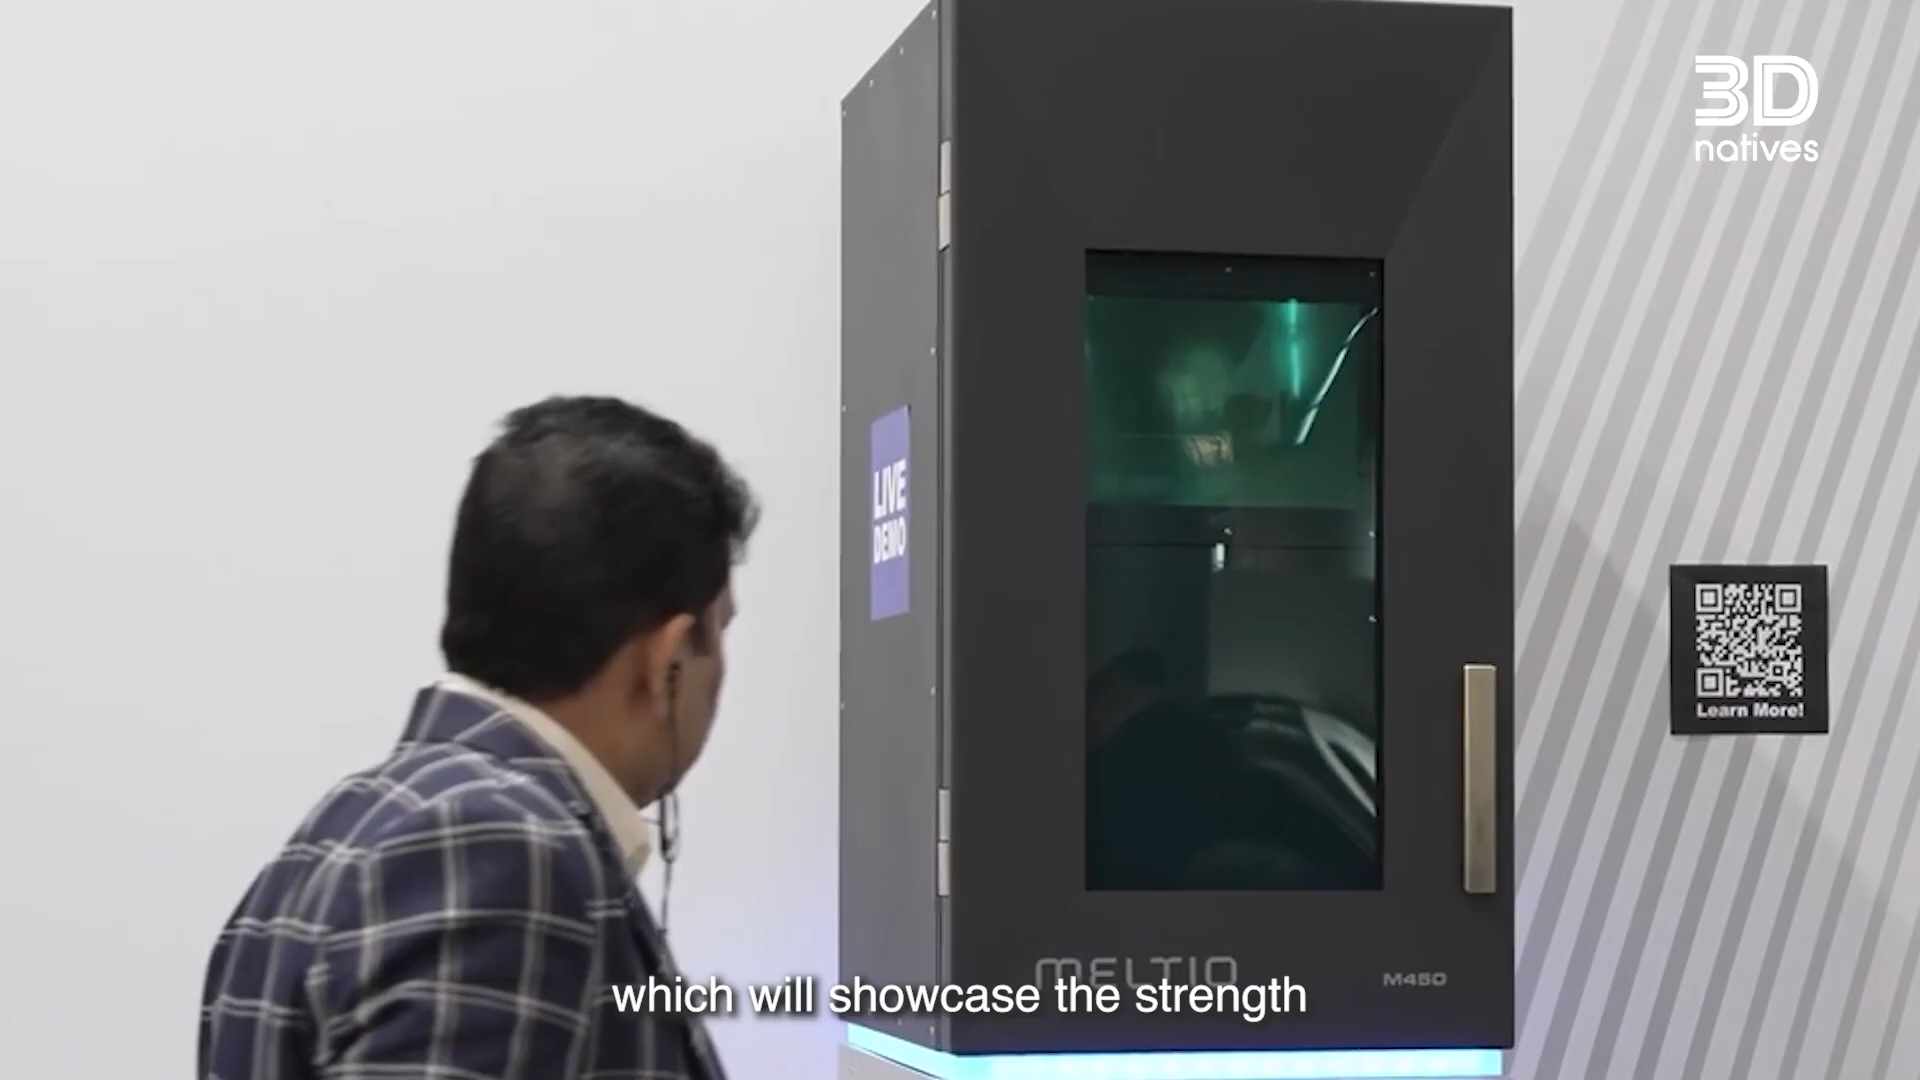 3D
natives
LIVE
DEMO
Learn More!
MELTIO
M450
which will showcase the strength